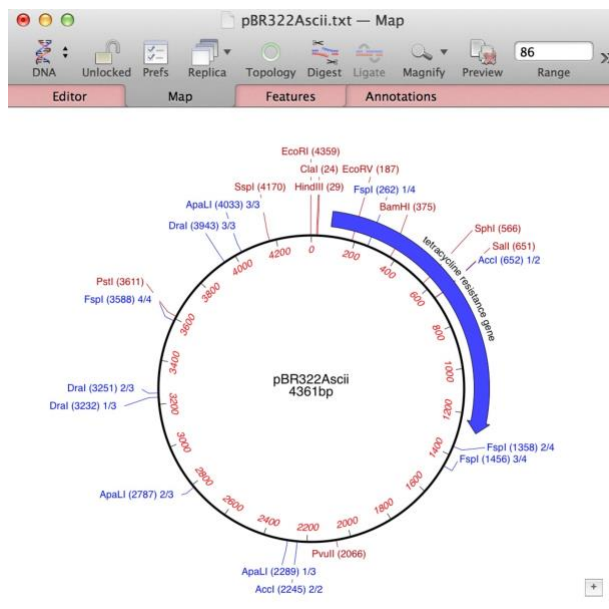 pBR322Ascii.txt — Map
DNA Unlocked Prefs Replica Topology Digest Ligate Magnify Preview Range
86
Editor Map Features Annotations
EcoRI (4359)
ClaI (24) EcoRV (187)
SspI (4170) HindIII (29) FspI (262) 1/4
ApaLI (4033) 3/3 BamHI (375)
DraI (3943) 3/3
SphI (566)
SalI (651)
AccI (652) 1/2
tetracycline resistance gene
PstI (3611)
FspI (3588) 4/4
DraI (3251) 2/3
DraI (3232) 1/3
pBR322Ascii
4361bp
FspI (1358) 2/4
FspI (1456) 3/4
ApaLI (2787) 2/3
PvuII (2066)
ApaLI (2289) 1/3
AccI (2245) 2/2
0
200
400
600
800
1000
1200
1400
1600
1800
2000
2200
2400
2600
2800
3000
3200
3400
3600
3800
4000
4200